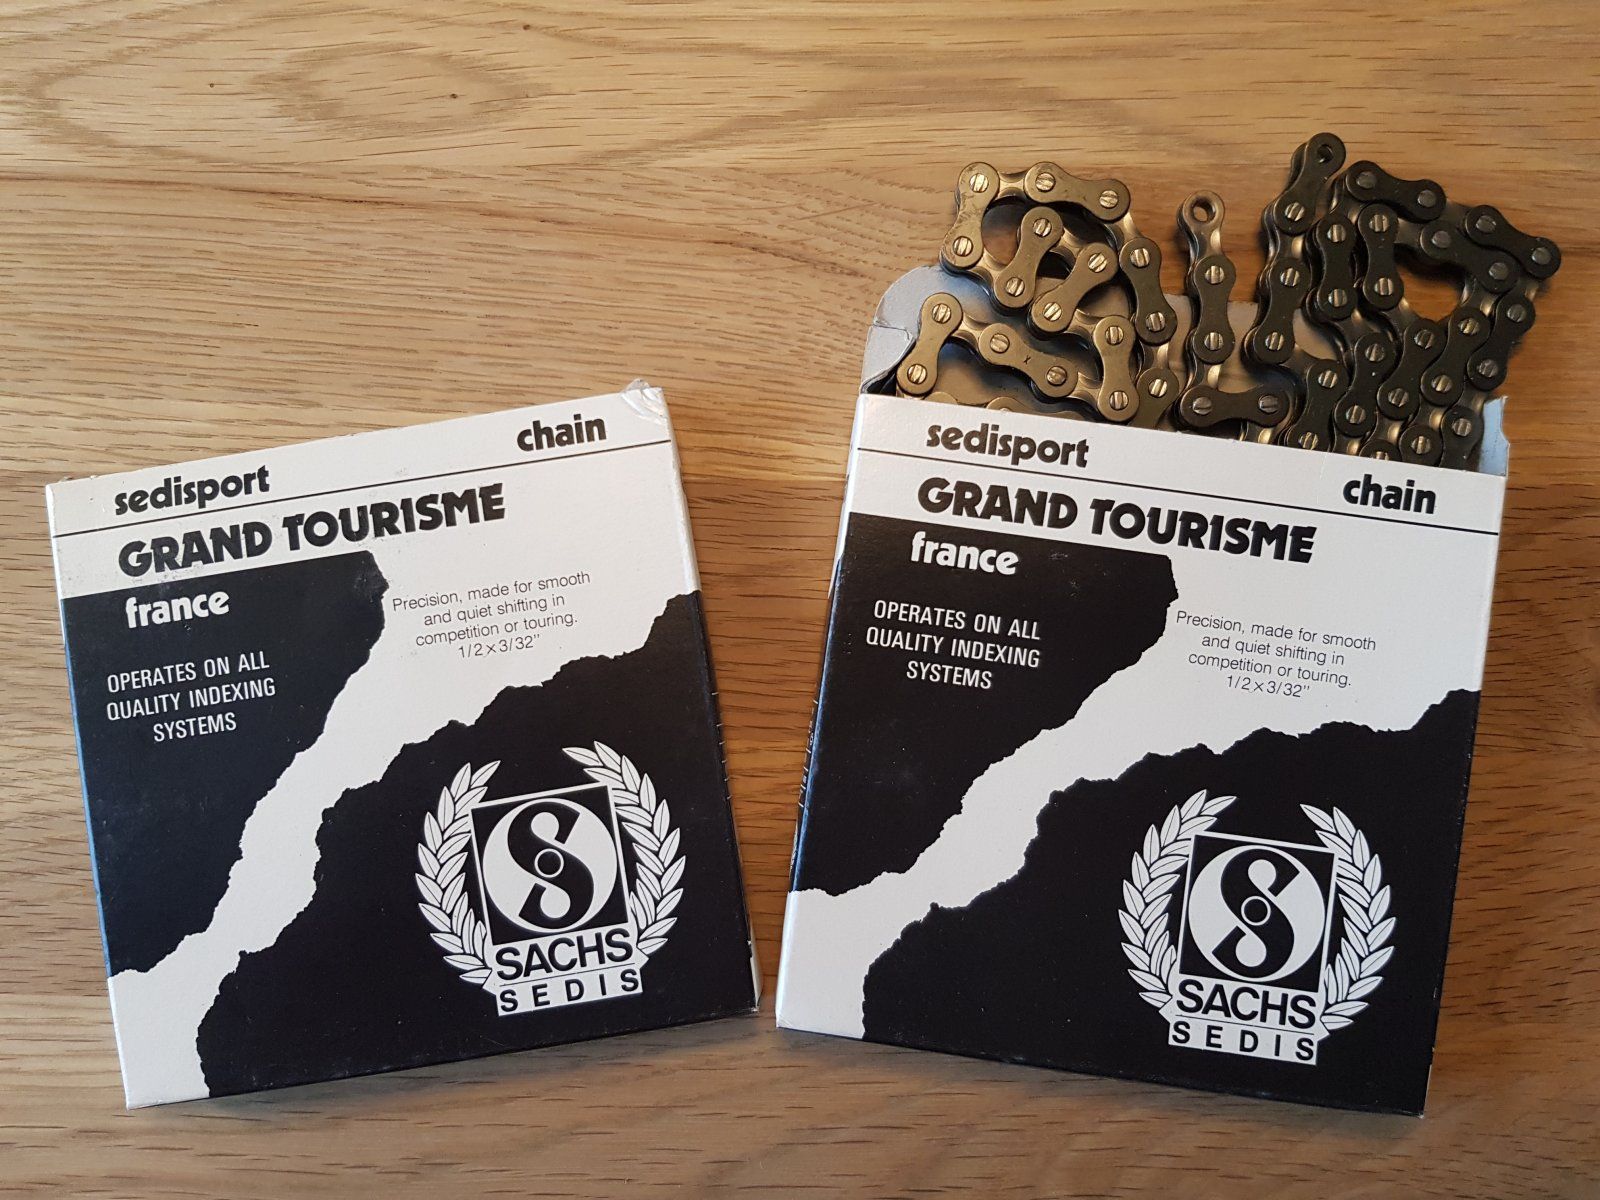 sedisport chain
GRAND TOURISME
france
Precision, made for smooth
and quiet shifting in
competition or touring.
1/2×3/32"
OPERATES ON ALL
QUALITY INDEXING
SYSTEMS
S
SACHS
SEDIS
sedisport chain
GRAND TOURISME
france
Precision, made for smooth
and quiet shifting in
competition or touring.
1/2×3/32"
OPERATES ON ALL
QUALITY INDEXING
SYSTEMS
S
SACHS
SEDIS